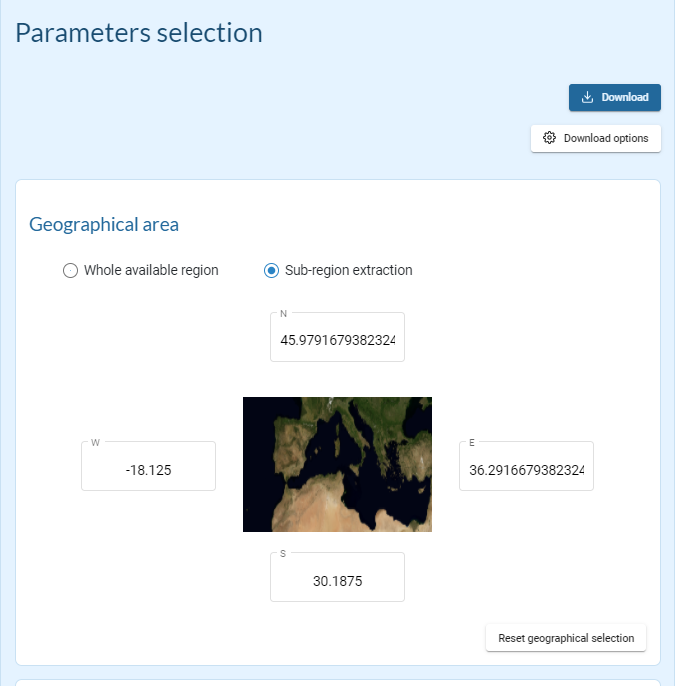 Parameters selection
Download
Download options
Geographical area
Whole available region
Sub-region extraction
N
45.9791679382324
W
-18.125
E
36.2916679382324
S
30.1875
Reset geographical selection